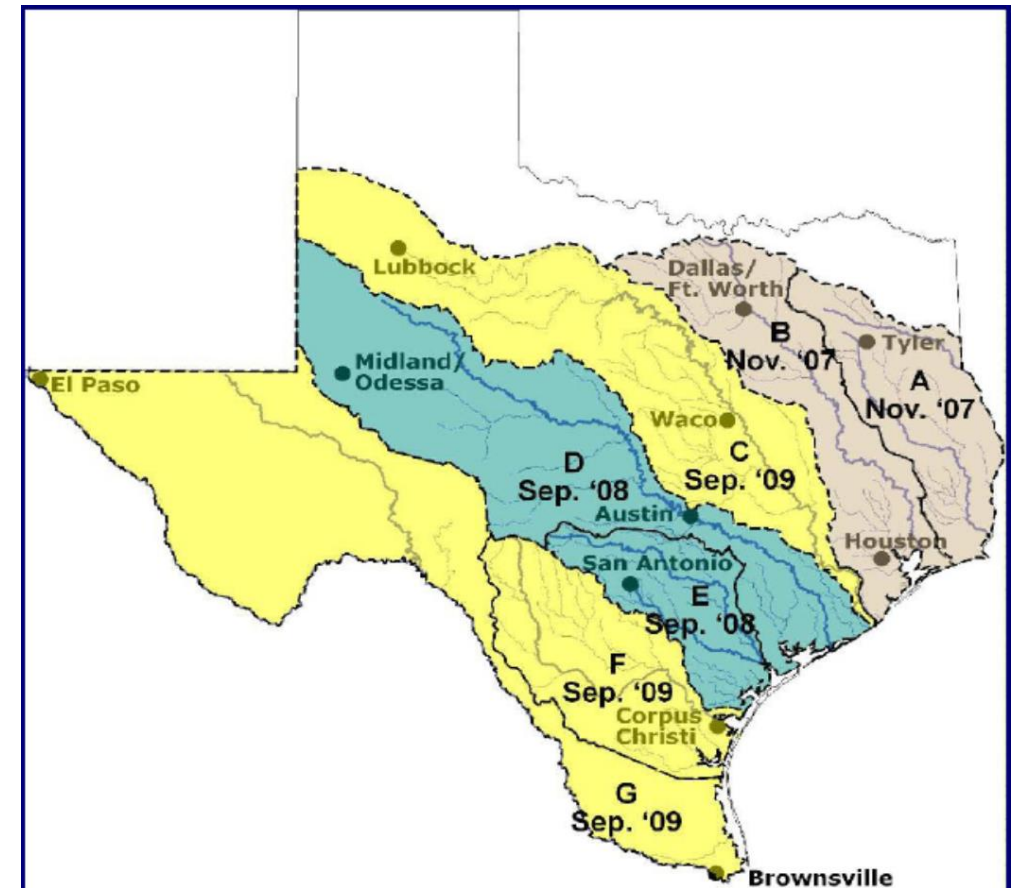 Lubbock
Dallas/
Ft. Worth
B
Nov. ‘07
Tyler
A
Nov. ‘07
Midland/
Odessa
El Paso
Waco
C
Sep. ‘09
D
Sep. ‘08
Austin
Houston
San Antonio
E
Sep. ‘08
F
Sep. ‘09
Corpus
Christi
G
Sep. ‘09
Brownsville